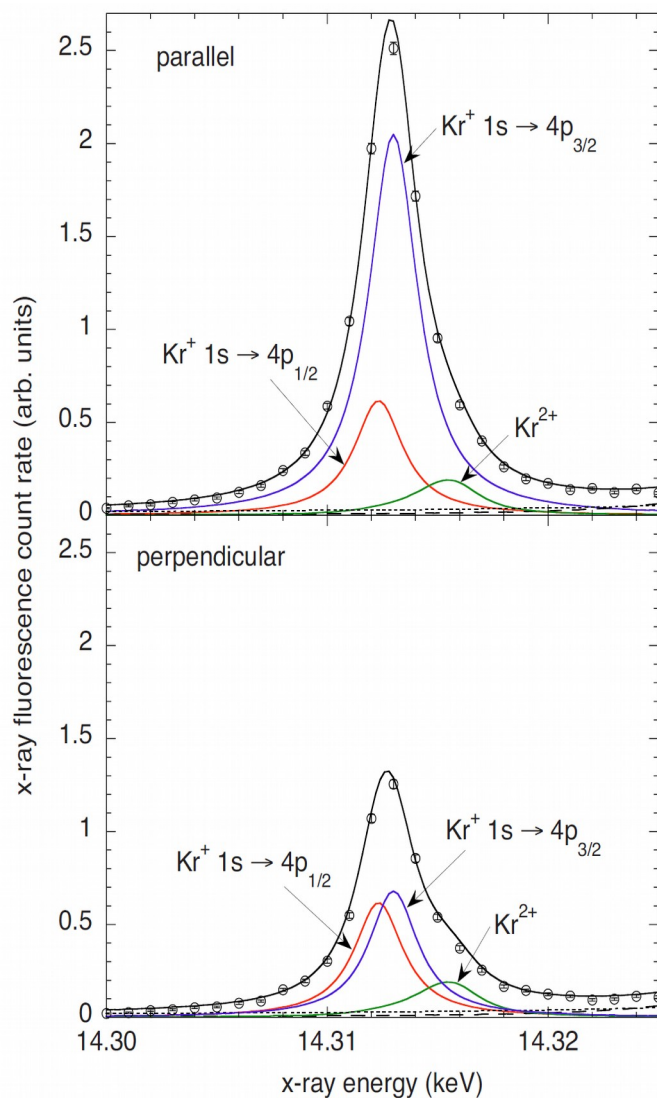 parallel
2.5
2
1.5
1
0.5
0
Kr⁺ 1s → 4p₃/₂
Kr⁺ 1s → 4p₁/₂
Kr²⁺
x-ray fluorescence count rate (arb. units)
perpendicular
2.5
2
1.5
1
0.5
0
Kr⁺ 1s → 4p₃/₂
Kr⁺ 1s → 4p₁/₂
Kr²⁺
14.30 14.31 14.32
x-ray energy (keV)